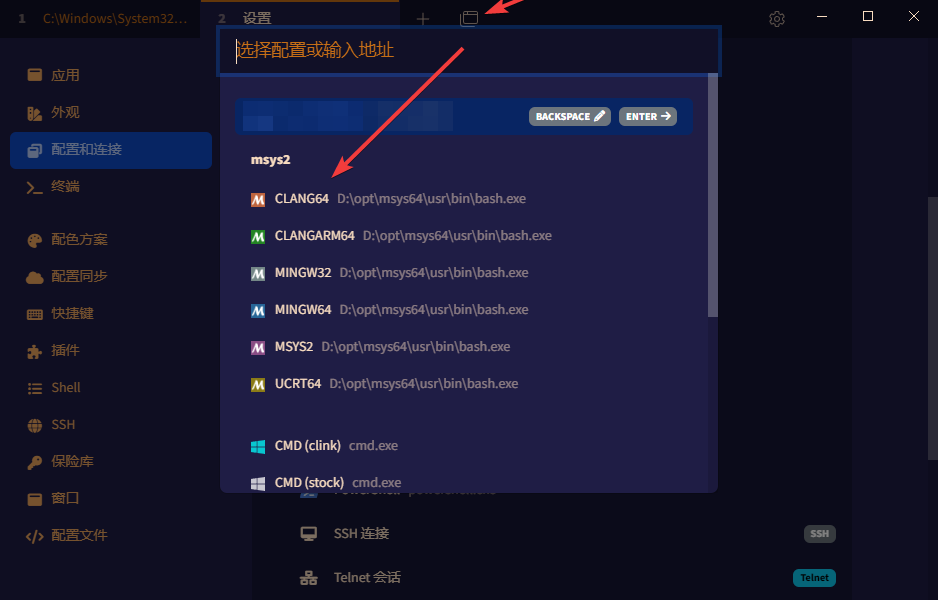 1 C:\Windows\System32... 2 设置
选择配置或输入地址
应用
外观
配置和连接
终端
配色方案
配置同步
快捷键
插件
Shell
SSH
保险库
窗口
配置文件
BACKSPACE ENTER
msys2
CLANG64 D:\opt\msys64\usr\bin\bash.exe
CLANGARM64 D:\opt\msys64\usr\bin\bash.exe
MINGW32 D:\opt\msys64\usr\bin\bash.exe
MINGW64 D:\opt\msys64\usr\bin\bash.exe
MSYS2 D:\opt\msys64\usr\bin\bash.exe
UCRT64 D:\opt\msys64\usr\bin\bash.exe
CMD (clink) cmd.exe
CMD (stock) cmd.exe
SSH 连接 SSH
Telnet 会话 Telnet